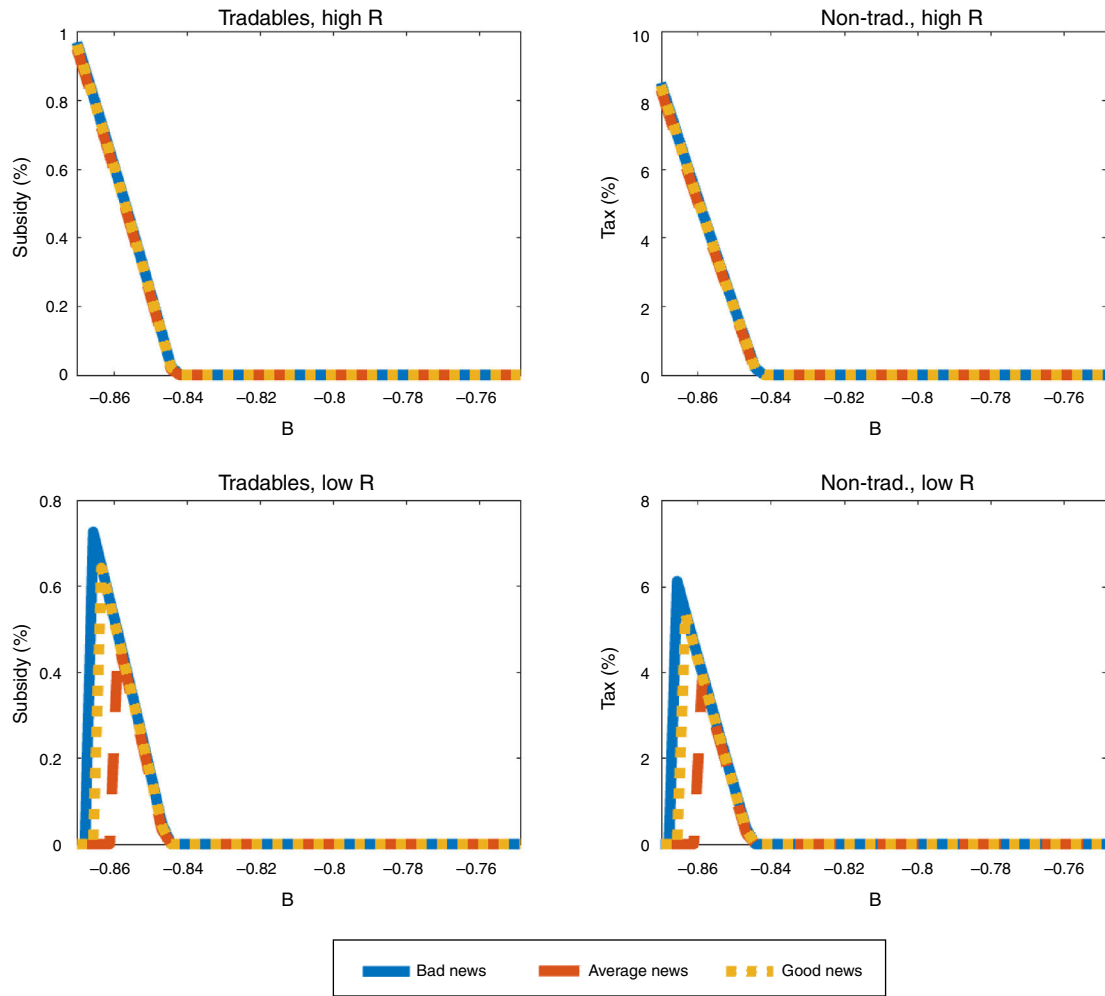 Tradables, high R
1
0.8
0.6
0.4
0.2
0
Subsidy (%)
–0.86 –0.84 –0.82 –0.8 –0.78 –0.76
B
Non-trad., high R
10
8
6
4
2
0
Tax (%)
–0.86 –0.84 –0.82 –0.8 –0.78 –0.76
B
Tradables, low R
0.8
0.6
0.4
0.2
0
Subsidy (%)
–0.86 –0.84 –0.82 –0.8 –0.78 –0.76
B
Non-trad., low R
8
6
4
2
0
Tax (%)
–0.86 –0.84 –0.82 –0.8 –0.78 –0.76
B
Bad news Average news Good news